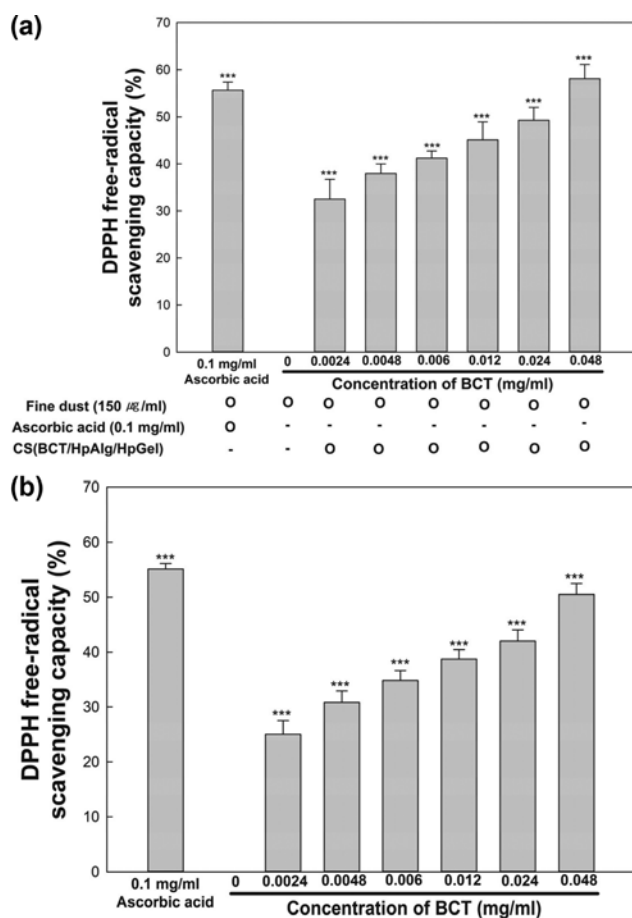 (a)
DPPH free-radical
scavenging capacity (%)
70
60
50
40
30
20
10
0
***
***
***
***
***
***
***
0.1 mg/ml
Ascorbic acid
0 0.0024 0.0048 0.006 0.012 0.024 0.048
Concentration of BCT (mg/ml)
Fine dust (150 ㎍/ml) O O O O O O O O
Ascorbic acid (0.1 mg/ml) O - - - - - - -
CS(BCT/HpAlg/HpGel) - - O O O O O O
(b)
DPPH free-radical
scavenging capacity (%)
70
60
50
40
30
20
10
0
***
***
***
***
***
***
***
0.1 mg/ml
Ascorbic acid
0 0.0024 0.0048 0.006 0.012 0.024 0.048
Concentration of BCT (mg/ml)